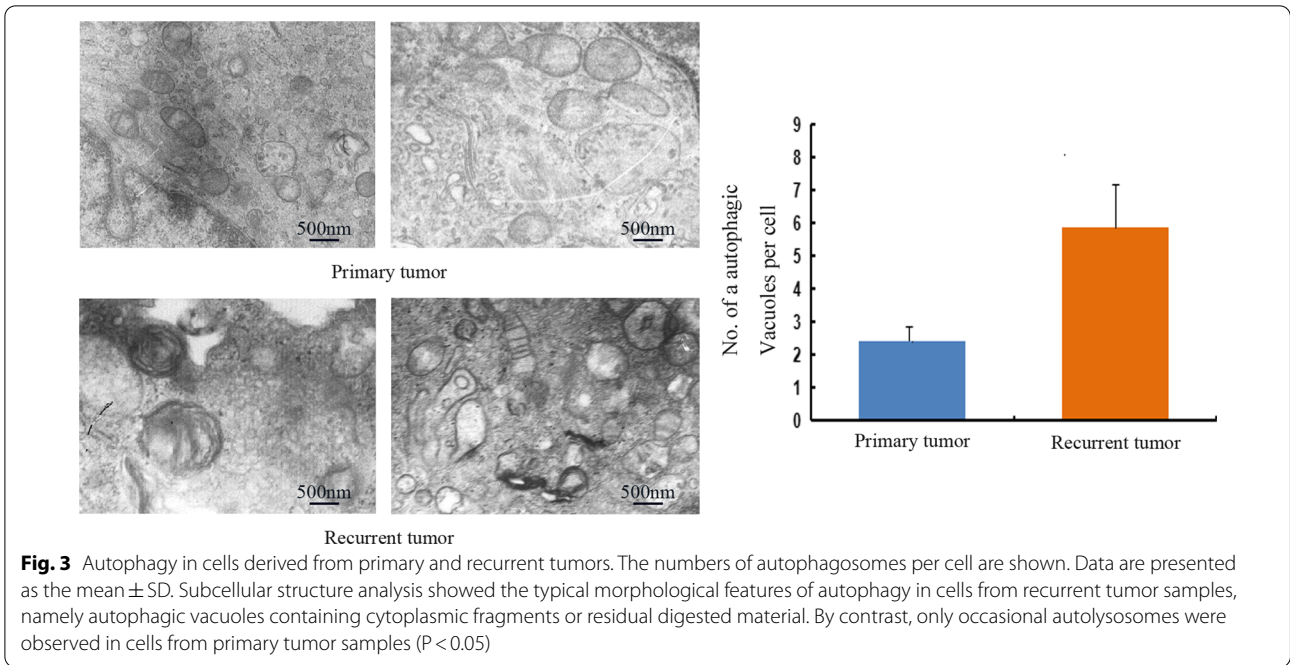 500nm
500nm
Primary tumor
500nm
500nm
Recurrent tumor
No. of a autophagic
Vacuoles per cell
9
8
7
6
5
4
3
2
1
0
Primary tumor
Recurrent tumor
Fig. 3 Autophagy in cells derived from primary and recurrent tumors. The numbers of autophagosomes per cell are shown. Data are presented
as the mean ± SD. Subcellular structure analysis showed the typical morphological features of autophagy in cells from recurrent tumor samples,
namely autophagic vacuoles containing cytoplasmic fragments or residual digested material. By contrast, only occasional autolysosomes were
observed in cells from primary tumor samples (P < 0.05)